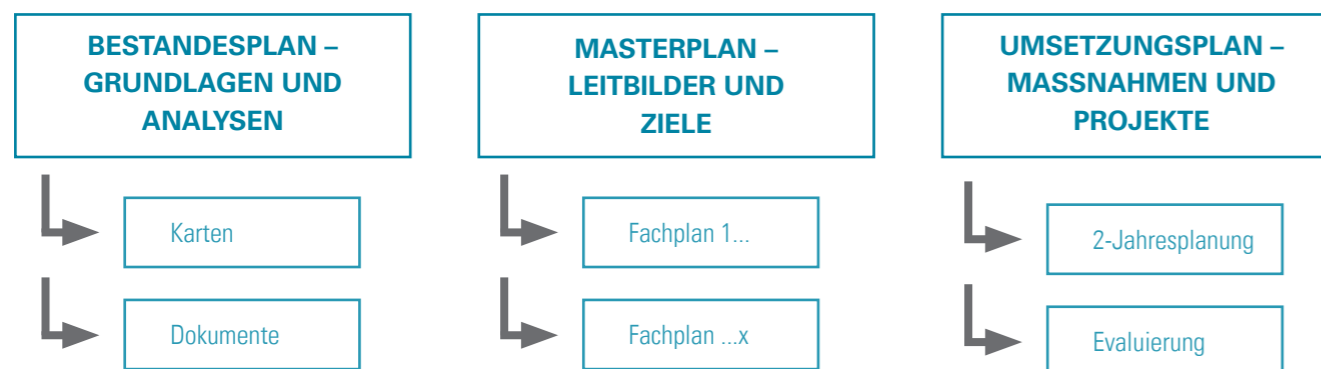 BESTANDESPLAN –
GRUNDLAGEN UND
ANALYSEN
Karten
Dokumente
MASTERPLAN –
LEITBILDER UND
ZIELE
Fachplan 1...
Fachplan ...x
UMSETZUNGSPLAN –
MASSNAHMEN UND
PROJEKTE
2-Jahresplanung
Evaluierung